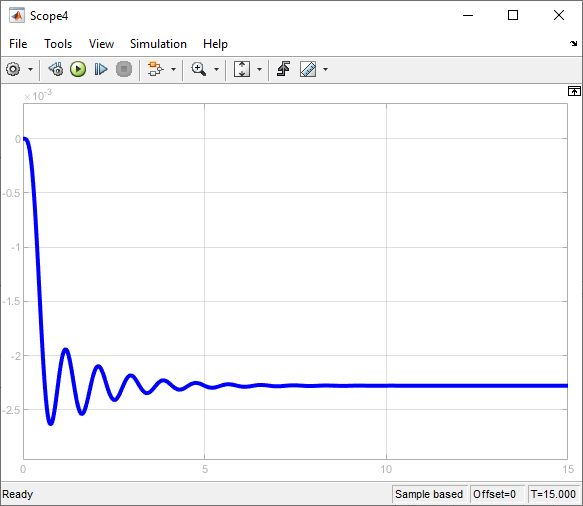 Scope4
File Tools View Simulation Help
×10-3
0
-0.5
-1
-1.5
-2
-2.5
0 5 10 15
Ready Sample based Offset=0 T=15.000